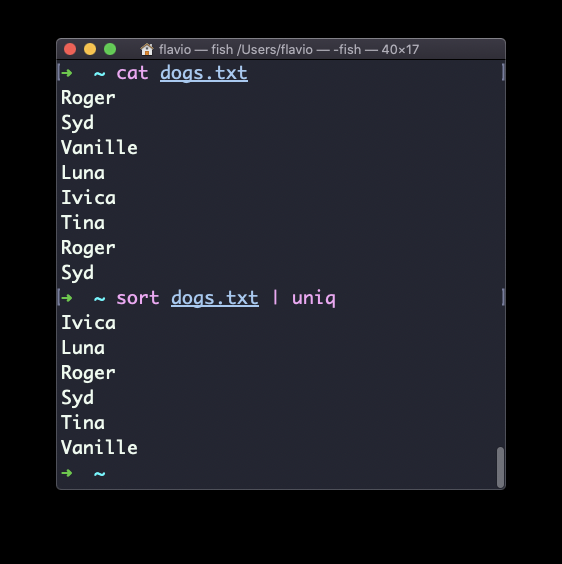 flavio — fish /Users/flavio — -fish — 40×17
➜ ~ cat dogs.txt
Roger
Syd
Vanille
Luna
Ivica
Tina
Roger
Syd
➜ ~ sort dogs.txt | uniq
Ivica
Luna
Roger
Syd
Tina
Vanille
➜ ~